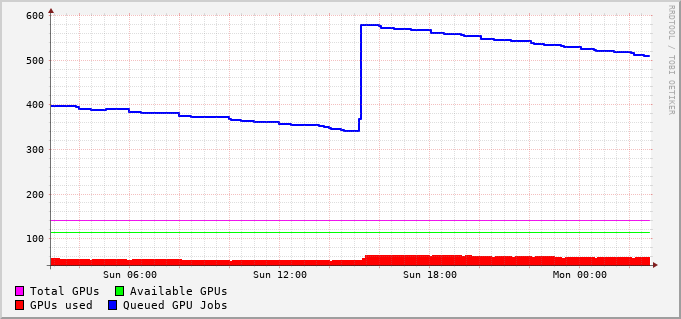 600
500
400
300
200
100
Sun 06:00 Sun 12:00 Sun 18:00 Mon 00:00
Total GPUs Available GPUs
GPUs used Queued GPU Jobs
RRDTOOL / TOBI OETIKER